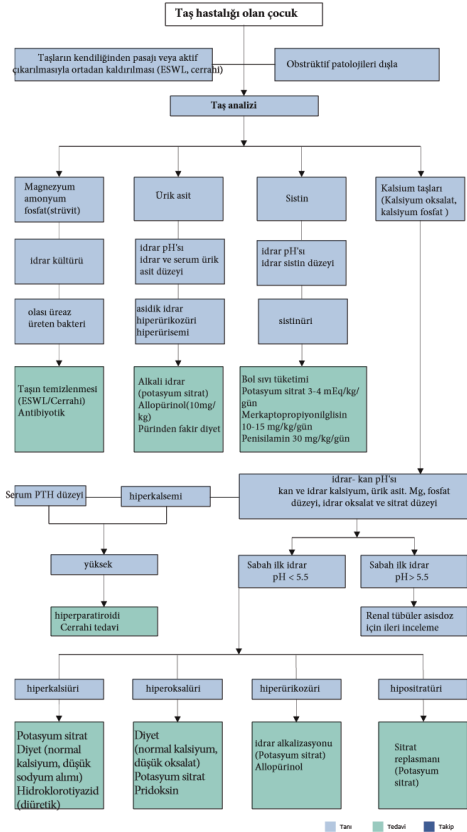 Taş hastalığı olan çocuk
Taşların kendiliğinden pasajı veya aktif
çıkarılmasıyla ortadan kaldırılması (ESWL, cerrahi)
Obstrüktif patolojileri dışla
Taş analizi
Magnezyum
amonyum
fosfat(strüvit)
Ürik asit
Sistin
Kalsium taşları
(Kalsiyum oksalat,
kalsiyum fosfat )
idrar kültürü
idrar pH'sı
idrar ve serum ürik
asit düzeyi
idrar pH'sı
idrar sistin düzeyi
olası üreaz
üreten bakteri
asidik idrar
hiperürikozüri
hiperürisemi
sistinüri
Taşın temizlenmesi
(ESWL/Cerrahi)
Antibiyotik
Alkali idrar
(potasyum sitrat)
Allopürinol(10mg/
kg)
Pürinden fakir diyet
Bol sıvı tüketimi
Potasyum sitrat 3-4 mEq/kg/
gün
Merkaptopropiyonilglisin
10-15 mg/kg/gün
Penisilamin 30 mg/kg/gün
Serum PTH düzeyi
hiperkalsemi
idrar- kan pH'sı
kan ve idrar kalsiyum, ürik asit. Mg, fosfat
düzeyi, idrar oksalat ve sitrat düzeyi
yüksek
Sabah ilk idrar
pH < 5.5
Sabah ilk idrar
pH> 5.5
hiperparatiroidi
Cerrahi tedavi
Renal tübüler asisdoz
için ileri inceleme
hiperkalsiüri
hiperoksalüri
hiperürikozüri
hipositratüri
Potasyum sitrat
Diyet (normal
kalsiyum, düşük
sodyum alımı)
Hidroklorotiyazid
(diüretik)
Diyet
(normal kalsiyum,
düşük oksalat)
Potasyum sitrat
Pridoksin
idrar alkalizasyonu
(Potasyum sitrat)
Allopürinol
Sitrat
replasmanı
(Potasyum
sitrat)
Tanı
Tedavi
Takip